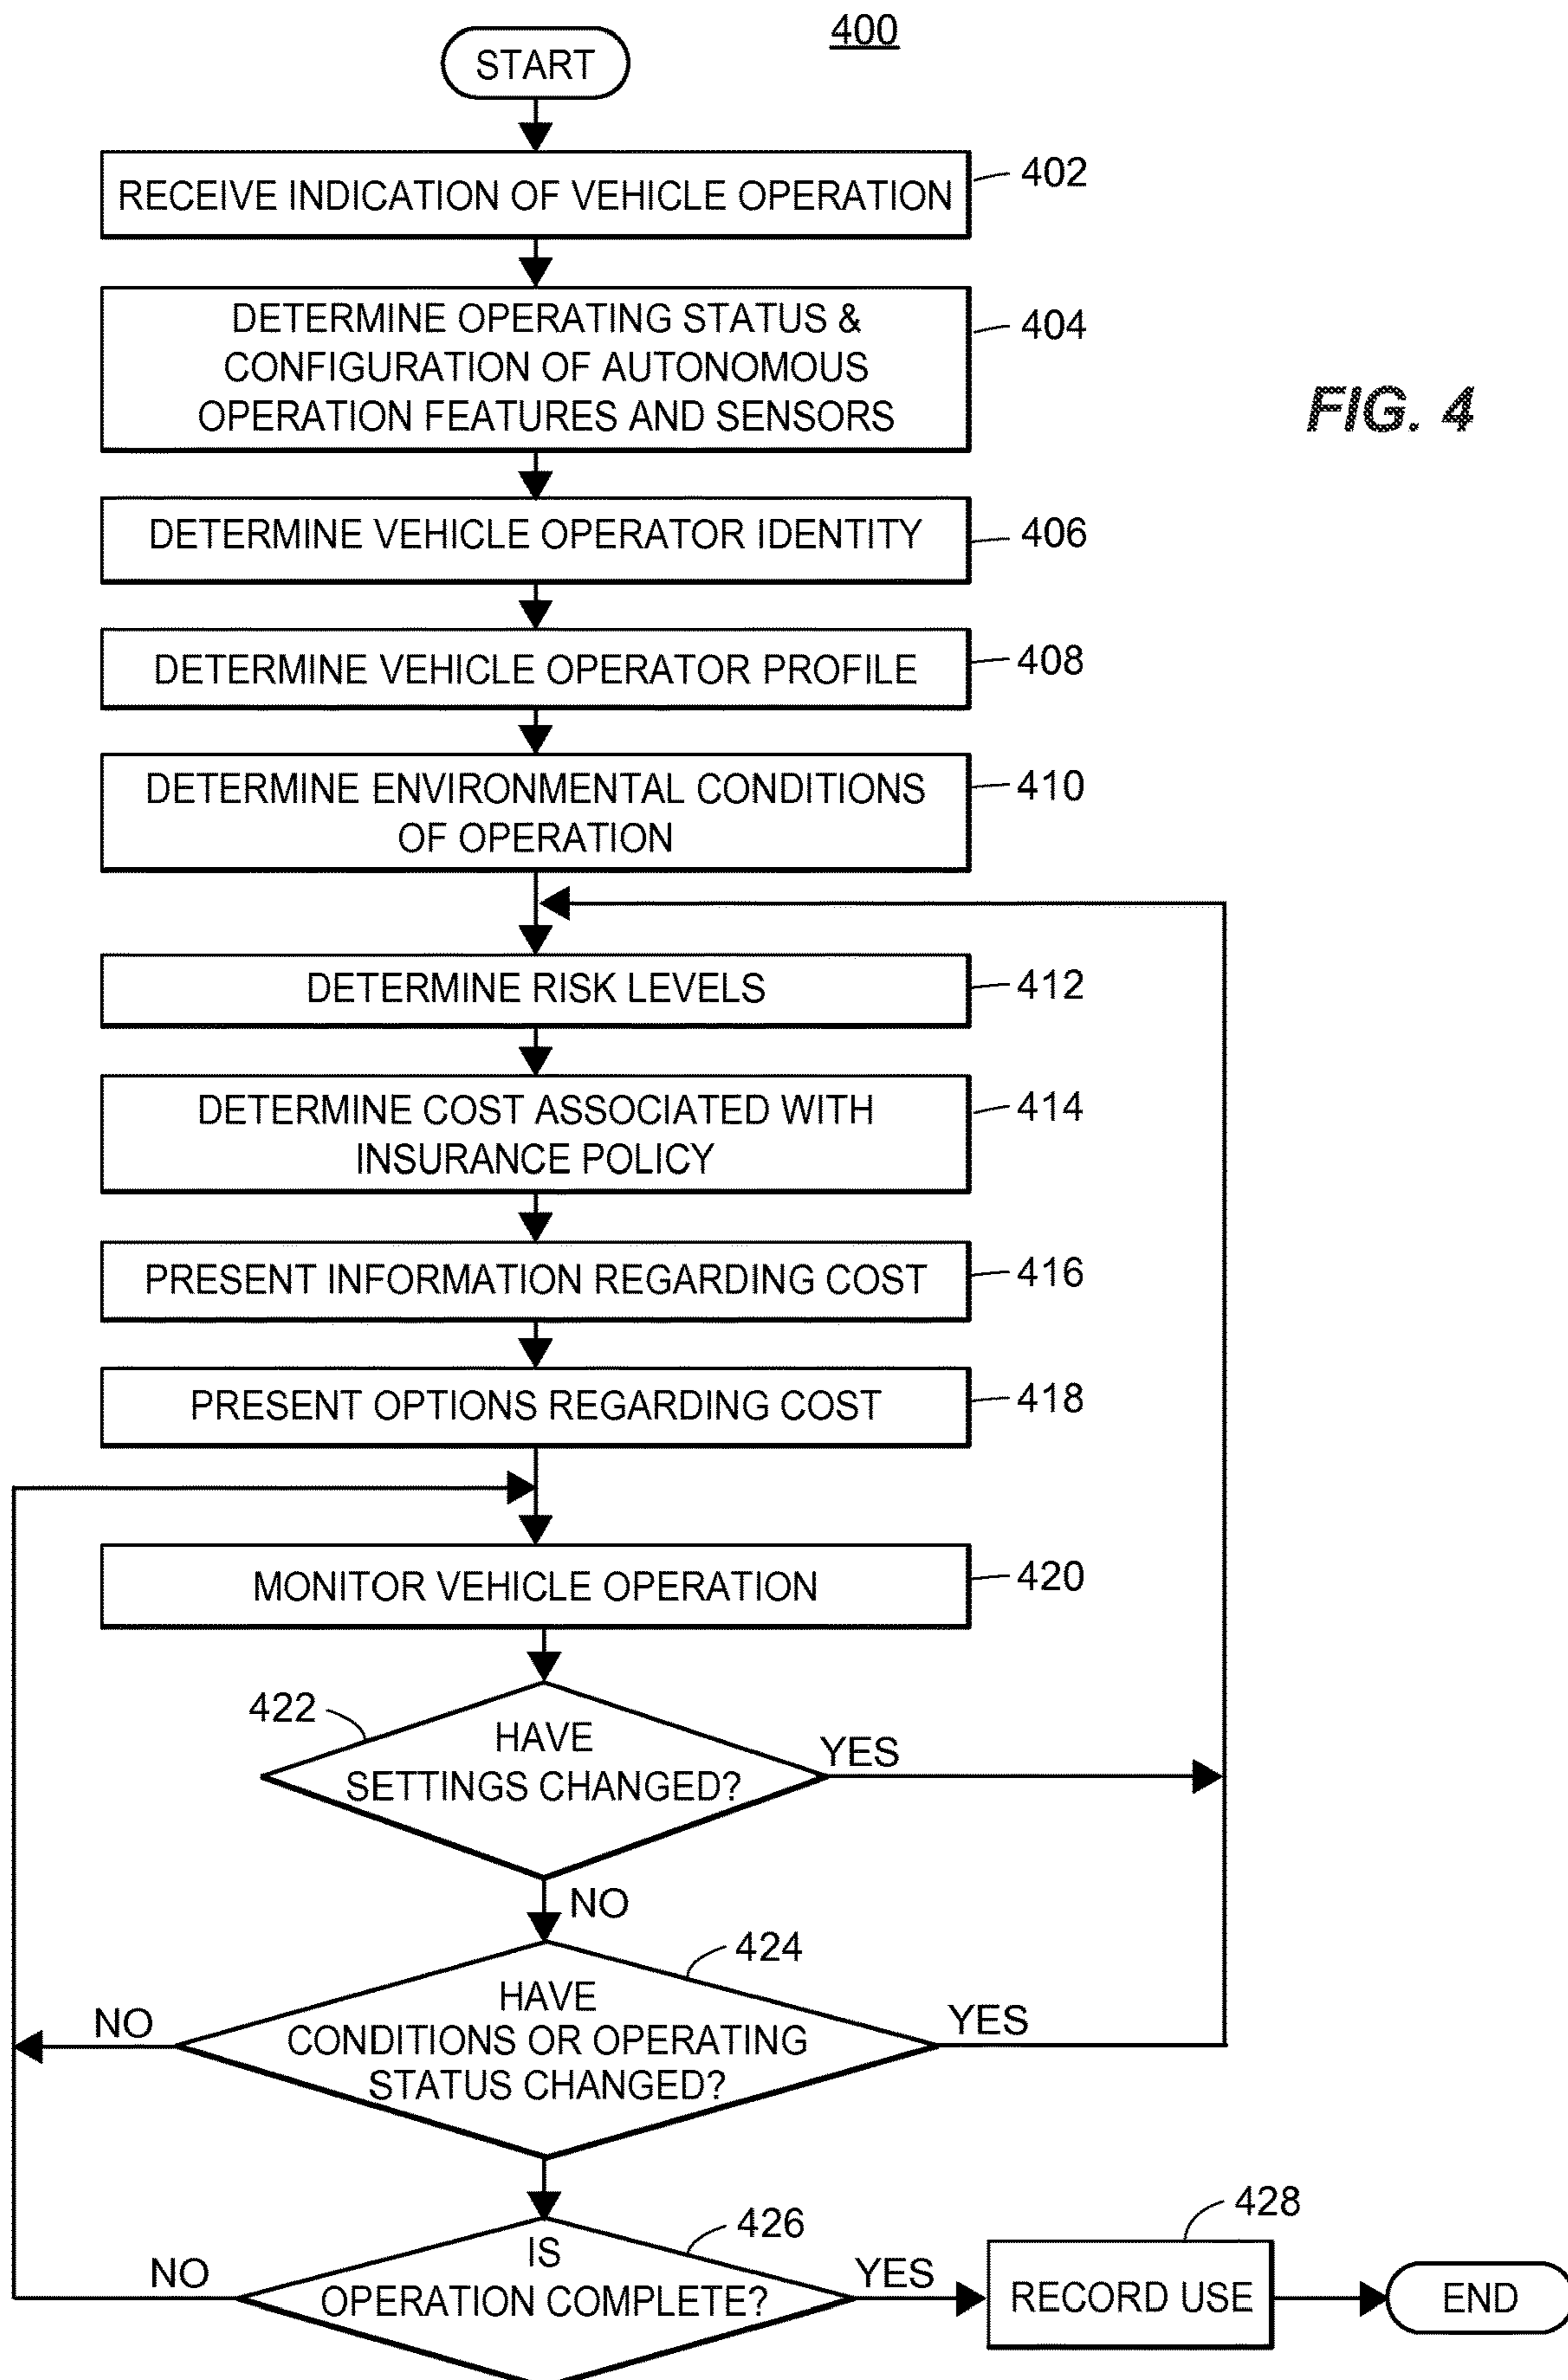 400
START
RECEIVE INDICATION OF VEHICLE OPERATION
402
DETERMINE OPERATING STATUS &
CONFIGURATION OF AUTONOMOUS
OPERATION FEATURES AND SENSORS
404
FIG. 4
DETERMINE VEHICLE OPERATOR IDENTITY
406
DETERMINE VEHICLE OPERATOR PROFILE
408
DETERMINE ENVIRONMENTAL CONDITIONS
OF OPERATION
410
DETERMINE RISK LEVELS
412
DETERMINE COST ASSOCIATED WITH
INSURANCE POLICY
414
PRESENT INFORMATION REGARDING COST
416
PRESENT OPTIONS REGARDING COST
418
MONITOR VEHICLE OPERATION
420
422
HAVE
SETTINGS CHANGED?
YES
NO
424
HAVE
CONDITIONS OR OPERATING
STATUS CHANGED?
NO
YES
426
IS
OPERATION COMPLETE?
NO
YES
428
RECORD USE
END